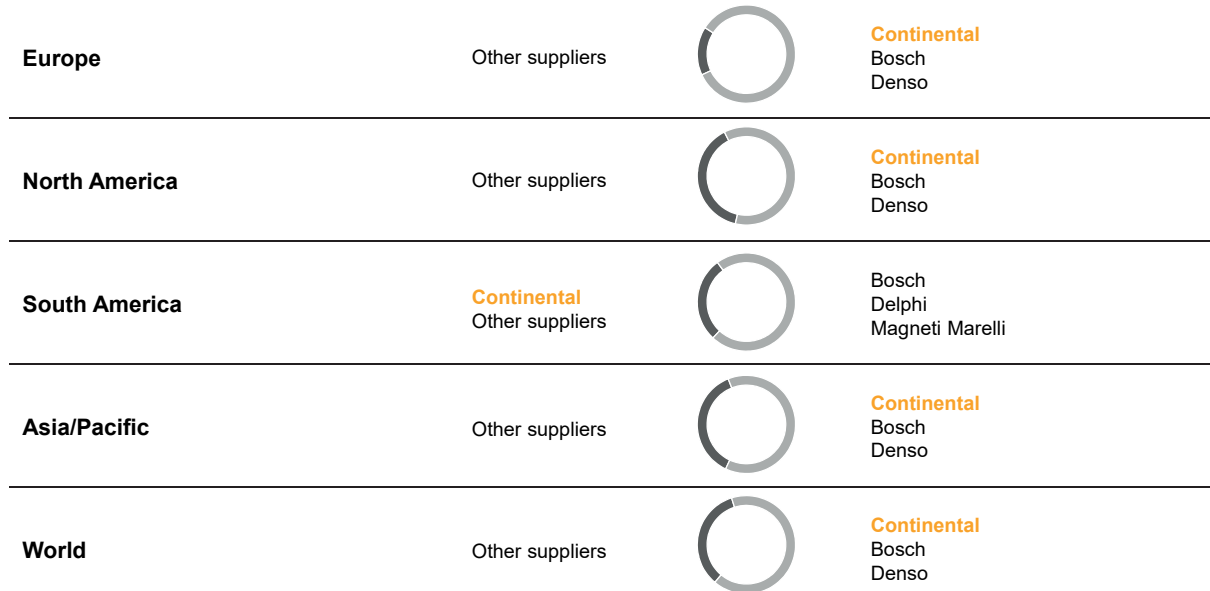 Europe
Other suppliers
Continental
Bosch
Denso
North America
Other suppliers
Continental
Bosch
Denso
South America
Continental
Other suppliers
Bosch
Delphi
Magneti Marelli
Asia/Pacific
Other suppliers
Continental
Bosch
Denso
World
Other suppliers
Continental
Bosch
Denso